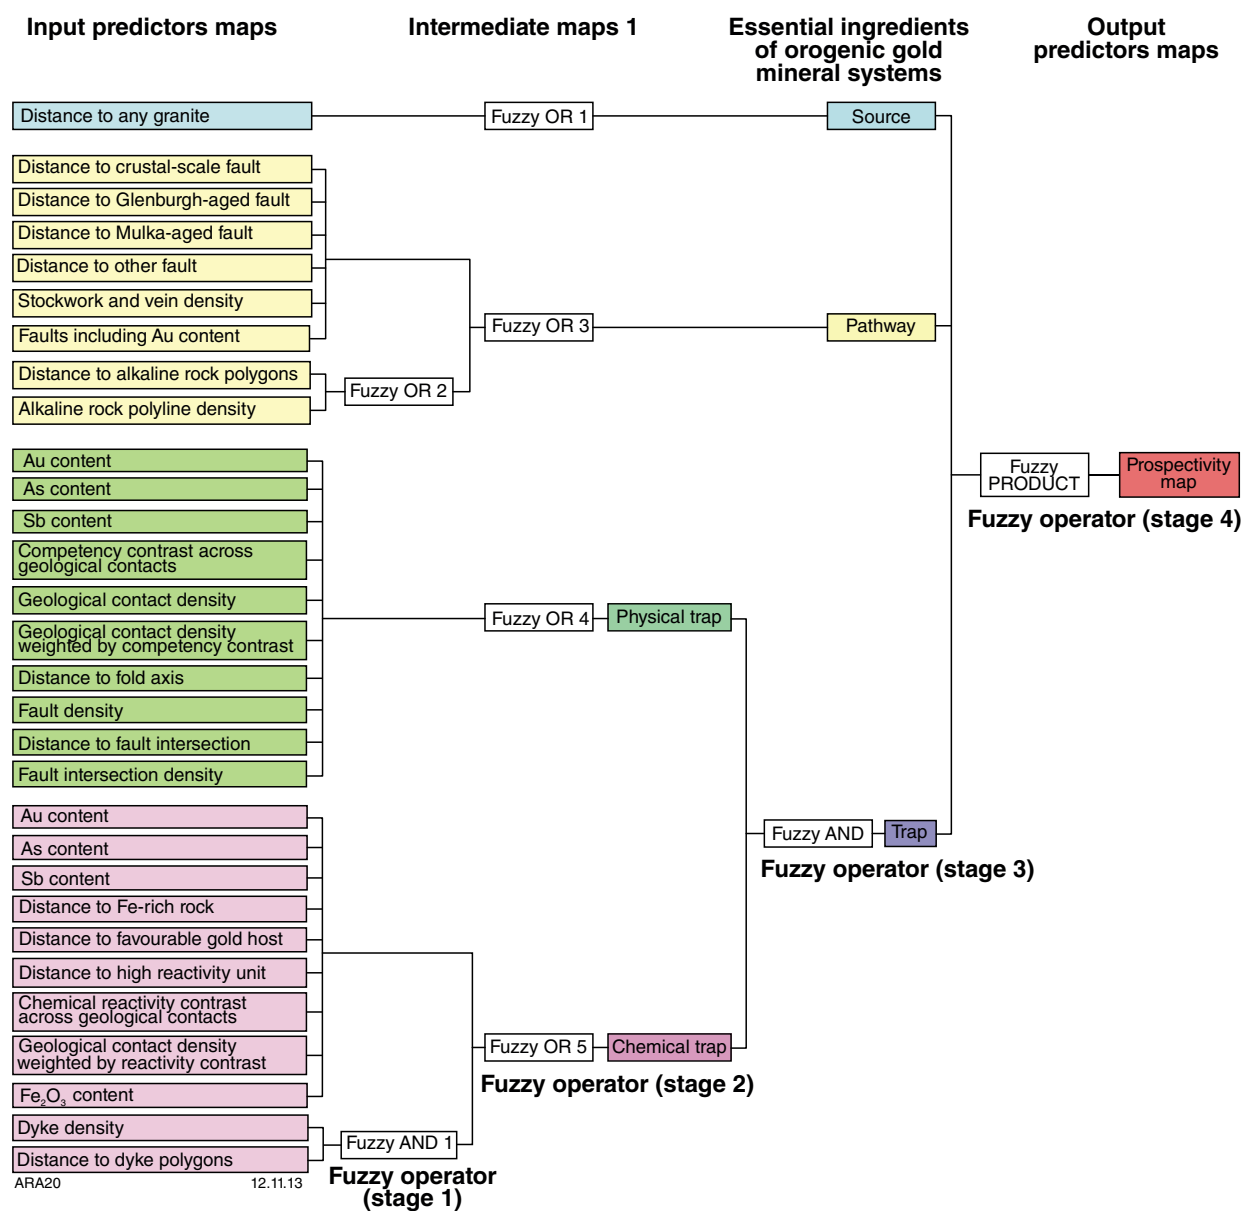 Input predictors maps
Intermediate maps 1
Essential ingredients
of orogenic gold
mineral systems
Output
predictors maps
Distance to any granite
Fuzzy OR 1
Source
Distance to crustal-scale fault
Distance to Glenburgh-aged fault
Distance to Mulka-aged fault
Distance to other fault
Stockwork and vein density
Faults including Au content
Fuzzy OR 3
Pathway
Distance to alkaline rock polygons
Alkaline rock polyline density
Fuzzy OR 2
Au content
As content
Sb content
Competency contrast across
geological contacts
Geological contact density
Geological contact density
weighted by competency contrast
Distance to fold axis
Fault density
Distance to fault intersection
Fault intersection density
Fuzzy OR 4
Physical trap
Fuzzy
PRODUCT
Prospectivity
map
Fuzzy operator (stage 4)
Au content
As content
Sb content
Distance to Fe-rich rock
Distance to favourable gold host
Distance to high reactivity unit
Chemical reactivity contrast
across geological contacts
Geological contact density
weighted by reactivity contrast
Fe₂O₃ content
Dyke density
Distance to dyke polygons
Fuzzy AND
Trap
Fuzzy operator (stage 3)
Fuzzy OR 5
Chemical trap
Fuzzy operator (stage 2)
Fuzzy AND 1
Fuzzy operator
(stage 1)
ARA20
12.11.13